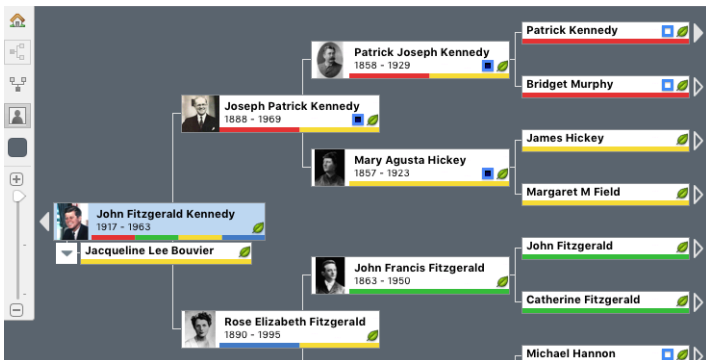 Patrick Kennedy
Patrick Joseph Kennedy
1858 - 1929
Bridget Murphy
Joseph Patrick Kennedy
1888 - 1969
James Hickey
Mary Agusta Hickey
1857 - 1923
Margaret M Field
John Fitzgerald Kennedy
1917 - 1963
Jacqueline Lee Bouvier
John Fitzgerald
John Francis Fitzgerald
1863 - 1950
Catherine Fitzgerald
Rose Elizabeth Fitzgerald
1890 - 1995
Michael Hannon